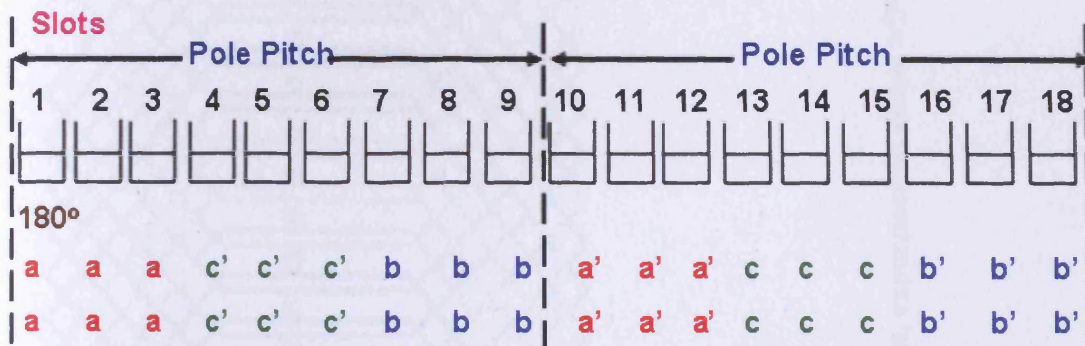 Slots
Pole Pitch Pole Pitch
1 2 3 4 5 6 7 8 9 10 11 12 13 14 15 16 17 18
180º
a a a c' c' c' b b b a' a' a' c c c b' b' b'
a a a c' c' c' b b b a' a' a' c c c b' b' b'